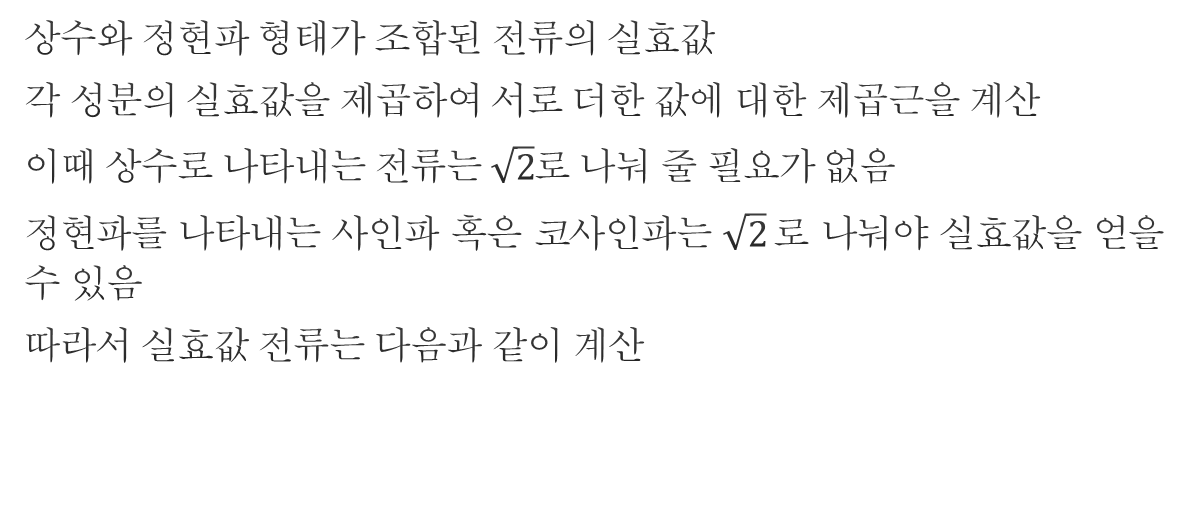 상수와 정현파 형태가 조합된 전류의 실효값
각 성분의 실효값을 제곱하여 서로 더한 값에 대한 제곱근을 계산
이때 상수로 나타내는 전류는 √2로 나눠 줄 필요가 없음
정현파를 나타내는 사인파 혹은 코사인파는 √2 로 나눠야 실효값을 얻을
수 있음
따라서 실효값 전류는 다음과 같이 계산